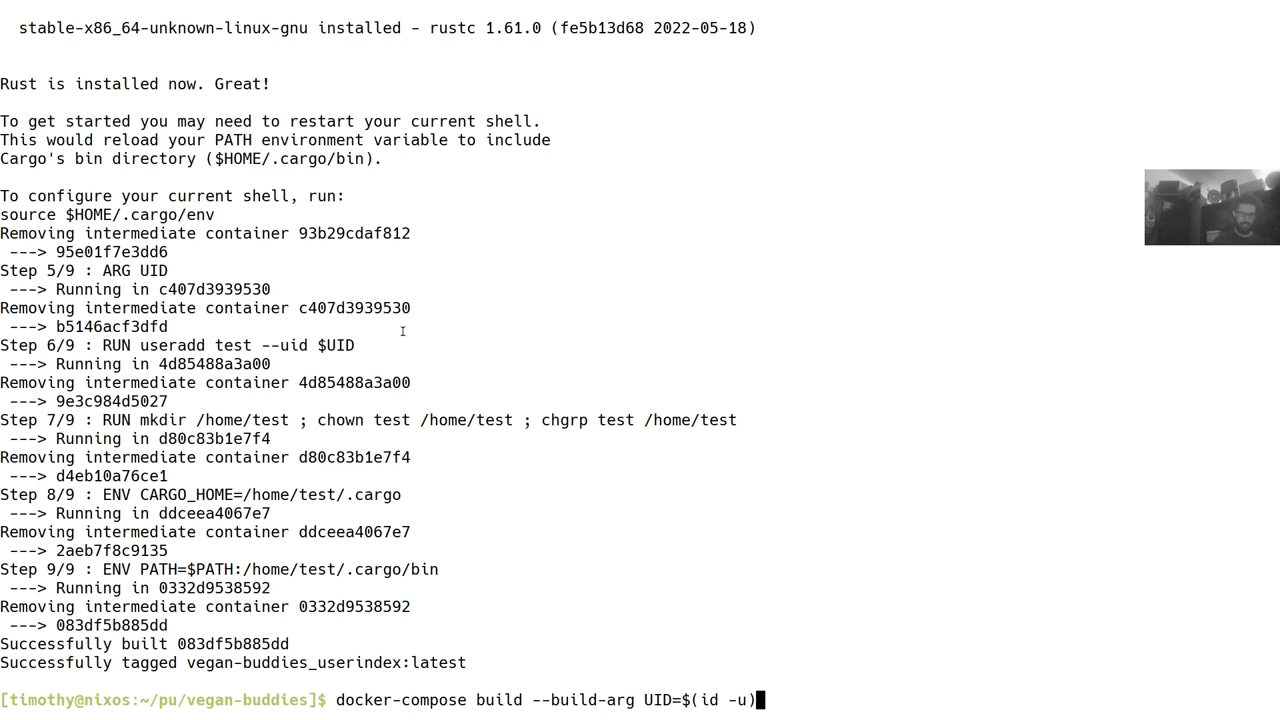 stable-x86_64-unknown-linux-gnu installed - rustc 1.61.0 (fe5b13d68 2022-05-18)
Rust is installed now. Great!
To get started you may need to restart your current shell.
This would reload your PATH environment variable to include
Cargo's bin directory ($HOME/.cargo/bin).
To configure your current shell, run:
source $HOME/.cargo/env
Removing intermediate container 93b29cdaf812
---> 95e01f7e3dd6
Step 5/9 : ARG UID
---> Running in c407d3939530
Removing intermediate container c407d3939530
---> b5146acf3dfd
Step 6/9 : RUN useradd test --uid $UID
---> Running in 4d85488a3a00
Removing intermediate container 4d85488a3a00
---> 9e3c984d5027
Step 7/9 : RUN mkdir /home/test ; chown test /home/test ; chgrp test /home/test
---> Running in d80c83b1e7f4
Removing intermediate container d80c83b1e7f4
---> d4eb10a76ce1
Step 8/9 : ENV CARGO_HOME=/home/test/.cargo
---> Running in ddceea4067e7
Removing intermediate container ddceea4067e7
---> 2aeb7f8c9135
Step 9/9 : ENV PATH=$PATH:/home/test/.cargo/bin
---> Running in 0332d9538592
Removing intermediate container 0332d9538592
---> 083df5b885dd
Successfully built 083df5b885dd
Successfully tagged vegan-buddies_userindex:latest
[timothy@nixos:~/pu/vegan-buddies]$ docker-compose build --build-arg UID=$(id -u)